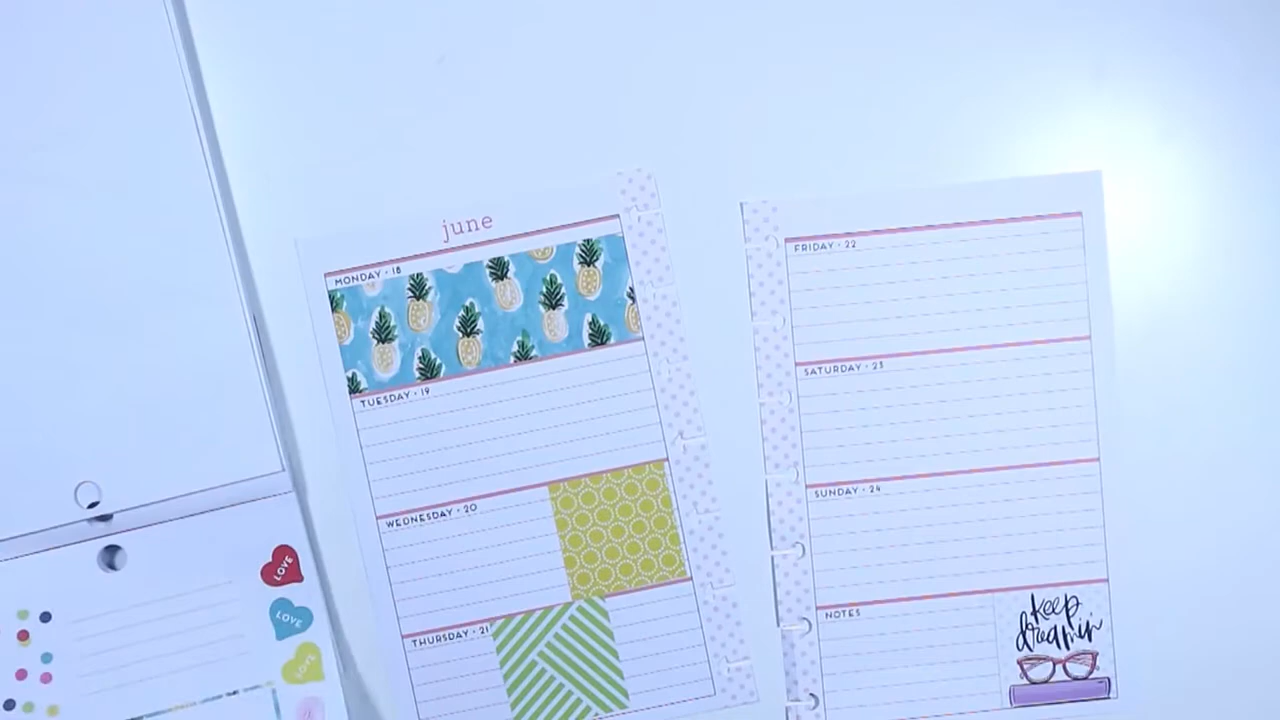 june
MONDAY · 18
TUESDAY · 19
WEDNESDAY · 20
THURSDAY · 21
FRIDAY · 22
SATURDAY · 23
SUNDAY · 24
NOTES
keep
dreamin
LOVE
LOVE
LOVE